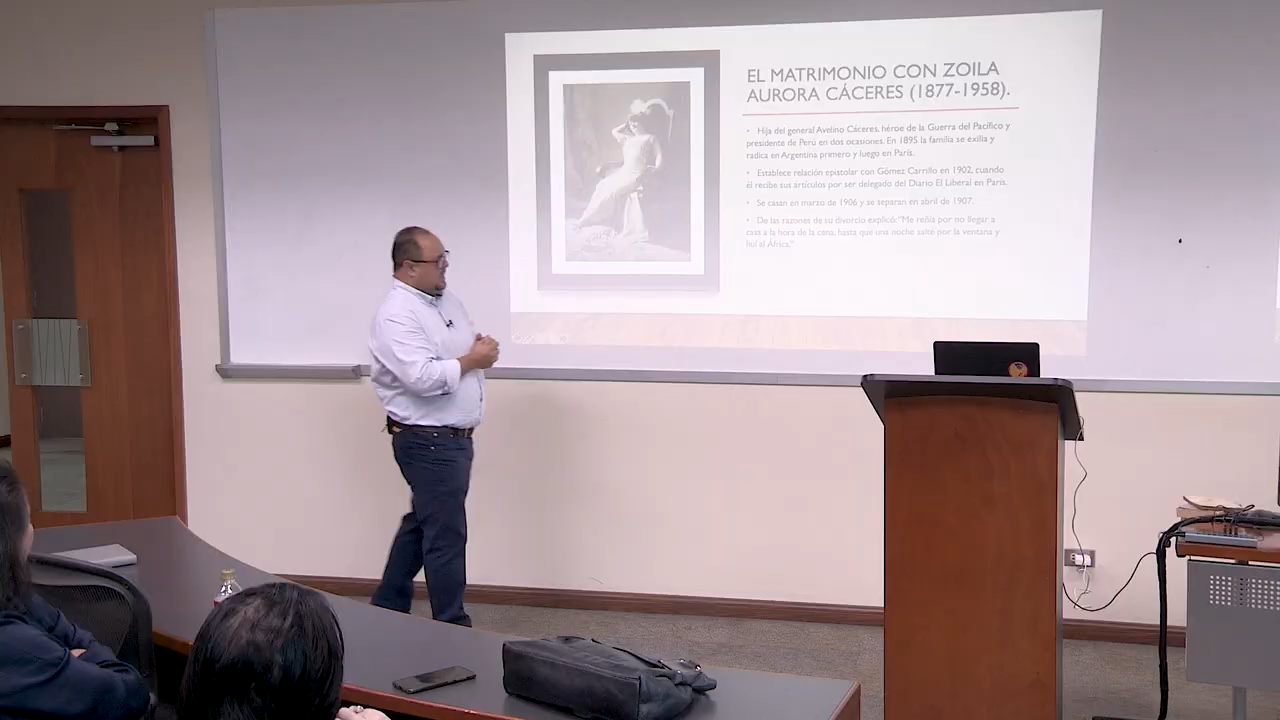 EL MATRIMONIO CON ZOILA
AURORA CÁCERES (1877-1958).
• Hija del general Avelino Cáceres, héroe de la Guerra del Pacífico y
presidente de Perú en dos ocasiones. En 1895 la familia se exilia y
radica en Argentina primero y luego en París.
• Establece relación epistolar con Gómez Carrillo en 1902, cuando
él recibe sus artículos por ser delegado del Diario El Liberal en París.
• Se casan en marzo de 1906 y se separan en abril de 1907.
• De las razones de su divorcio explicó: "Me reñía por no llegar a
casa a la hora de la cena, hasta que una noche salté por la ventana y
huí al África."